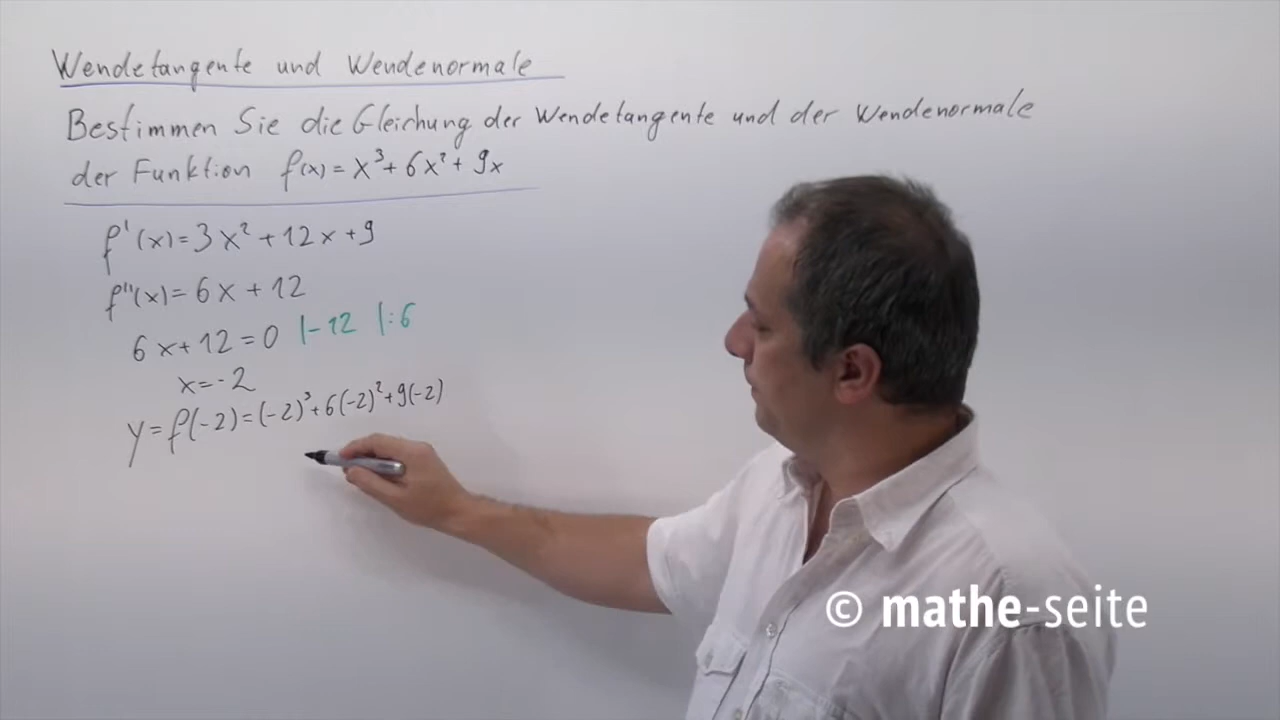 Wendetangente und Wendenormale
Bestimmen Sie die Gleichung der Wendetangente und der Wendenormale
der Funktion f(x) = x³ + 6x² + 9x
f'(x) = 3x² + 12x + 9
f''(x) = 6x + 12
6x + 12 = 0 |-12 |:6
x = -2
y = f(-2) = (-2)³ + 6(-2)² + 9(-2)
© mathe-seite